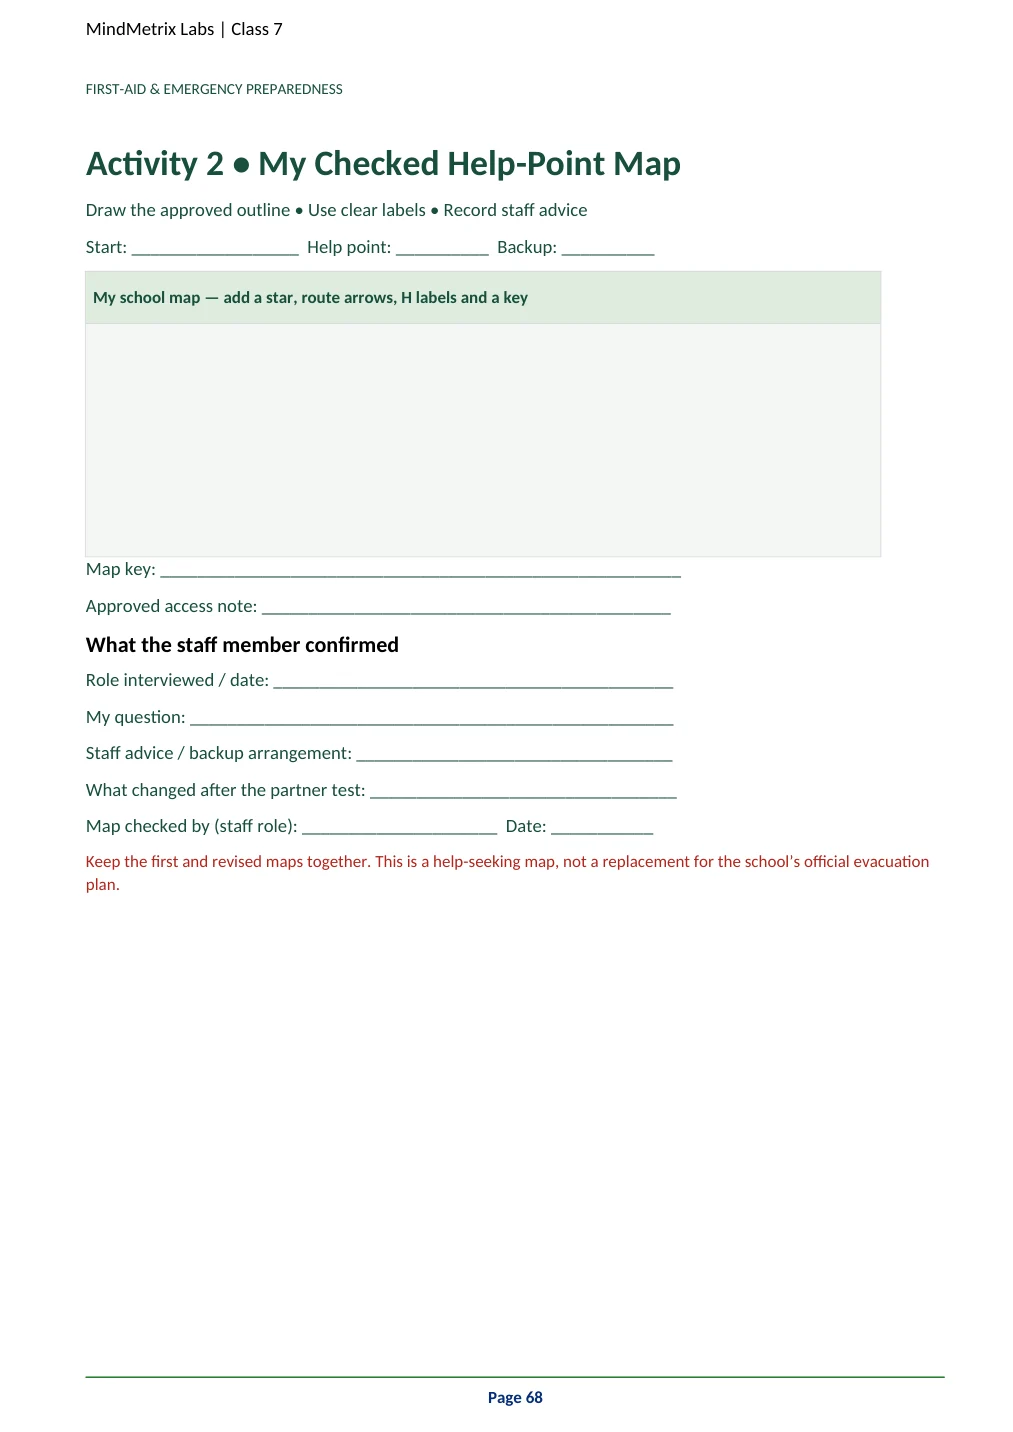 MindMetrix Labs | Class 7
FIRST-AID & EMERGENCY PREPAREDNESS
Activity 2 ● My Checked Help-Point Map
Draw the approved outline ● Use clear labels ● Record staff advice
Start: __________________ Help point: __________ Backup: __________
My school map — add a star, route arrows, H labels and a key
Map key: ________________________________________________________
Approved access note: ____________________________________________
What the staff member confirmed
Role interviewed / date: ___________________________________________
My question: ____________________________________________________
Staff advice / backup arrangement: __________________________________
What changed after the partner test: _________________________________
Map checked by (staff role): _____________________ Date: ___________
Keep the first and revised maps together. This is a help-seeking map, not a replacement for the school’s official evacuation
plan.
Page 68